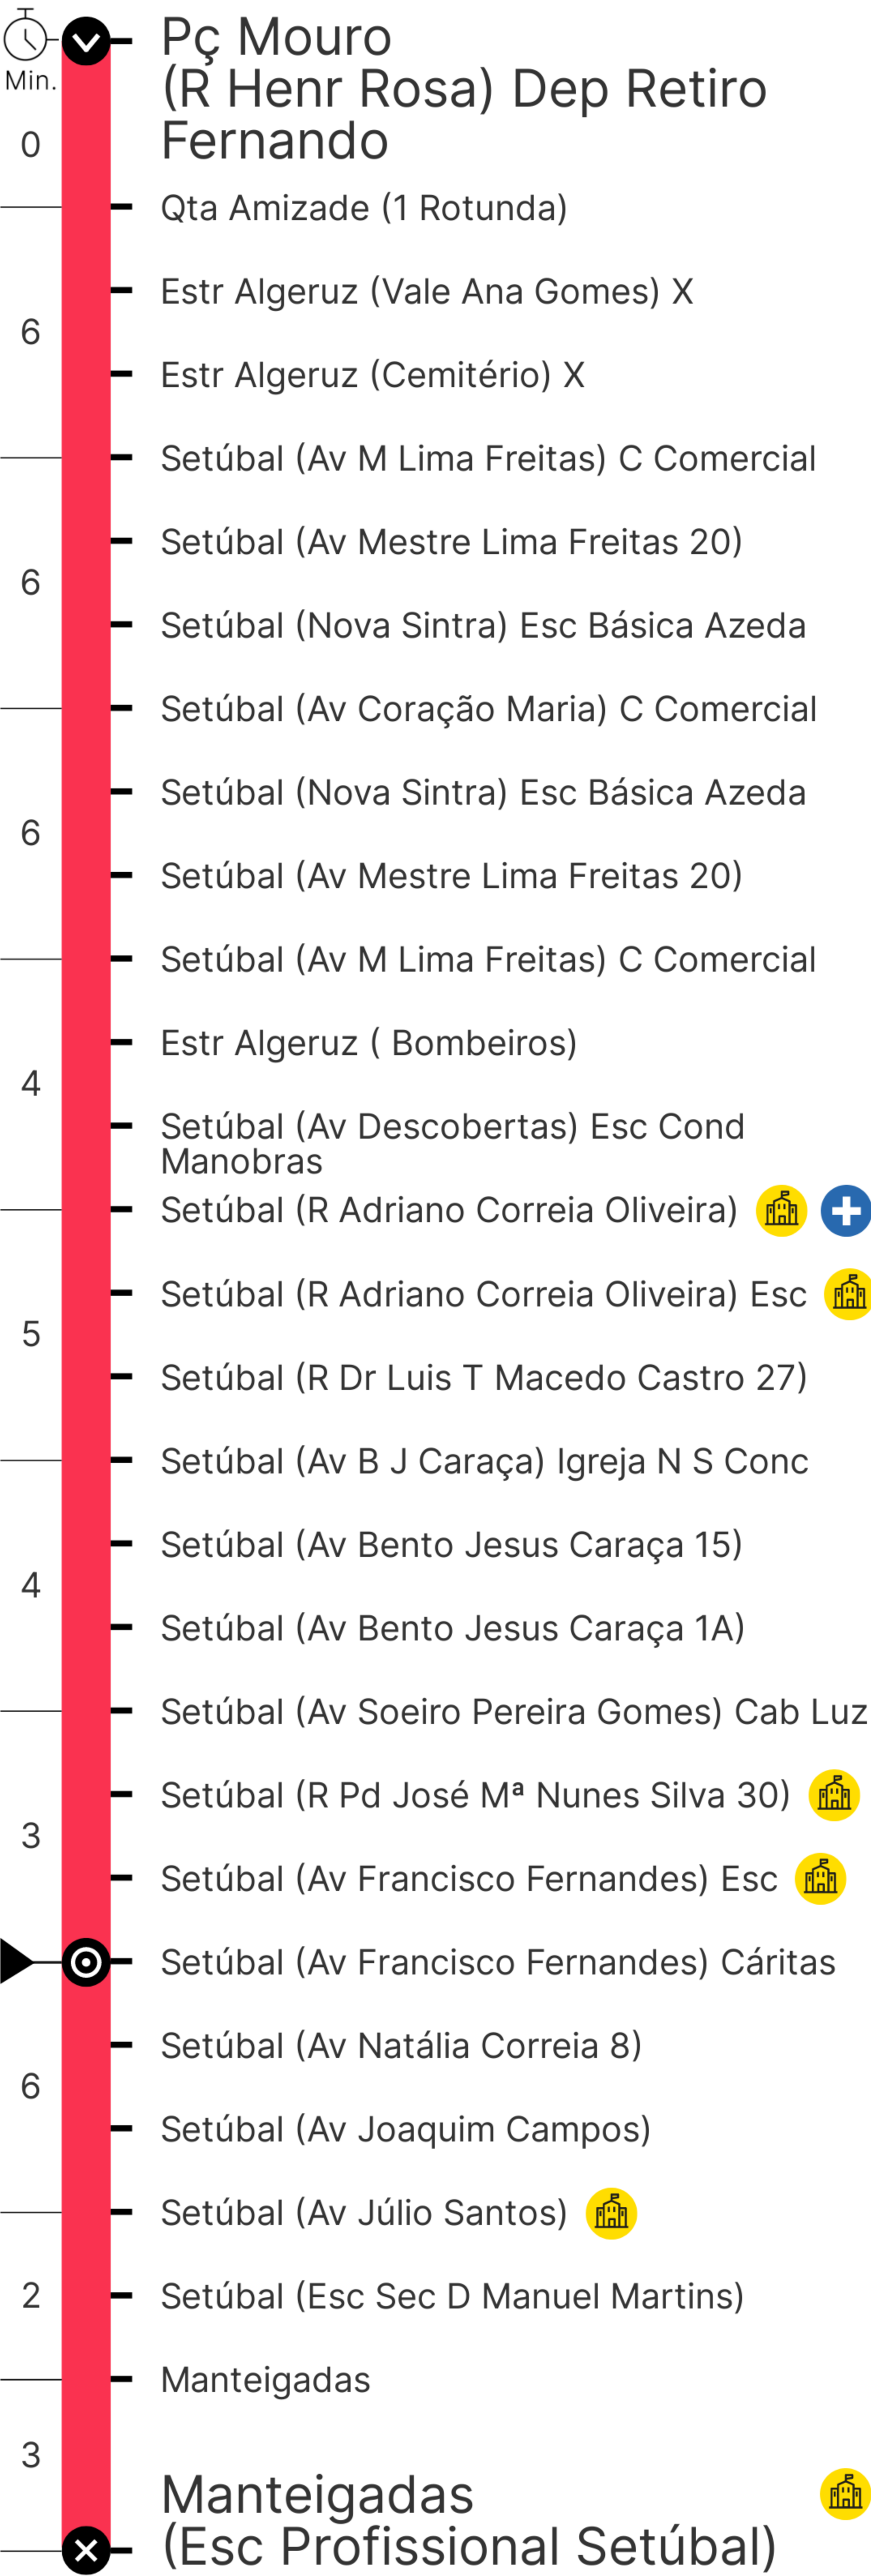 Min.
Pç Mouro
(R Henr Rosa) Dep Retiro
Fernando
0
Qta Amizade (1 Rotunda)
Estr Algeruz (Vale Ana Gomes) X
6
Estr Algeruz (Cemitério) X
Setúbal (Av M Lima Freitas) C Comercial
Setúbal (Av Mestre Lima Freitas 20)
6
Setúbal (Nova Sintra) Esc Básica Azeda
Setúbal (Av Coração Maria) C Comercial
Setúbal (Nova Sintra) Esc Básica Azeda
6
Setúbal (Av Mestre Lima Freitas 20)
Setúbal (Av M Lima Freitas) C Comercial
Estr Algeruz ( Bombeiros)
4
Setúbal (Av Descobertas) Esc Cond
Manobras
Setúbal (R Adriano Correia Oliveira)
Setúbal (R Adriano Correia Oliveira) Esc
5
Setúbal (R Dr Luis T Macedo Castro 27)
Setúbal (Av B J Caraça) Igreja N S Conc
Setúbal (Av Bento Jesus Caraça 15)
4
Setúbal (Av Bento Jesus Caraça 1A)
Setúbal (Av Soeiro Pereira Gomes) Cab Luz
Setúbal (R Pd José Mª Nunes Silva 30)
3
Setúbal (Av Francisco Fernandes) Esc
Setúbal (Av Francisco Fernandes) Cáritas
Setúbal (Av Natália Correia 8)
6
Setúbal (Av Joaquim Campos)
Setúbal (Av Júlio Santos)
2
Setúbal (Esc Sec D Manuel Martins)
Manteigadas
3
Manteigadas
(Esc Profissional Setúbal)